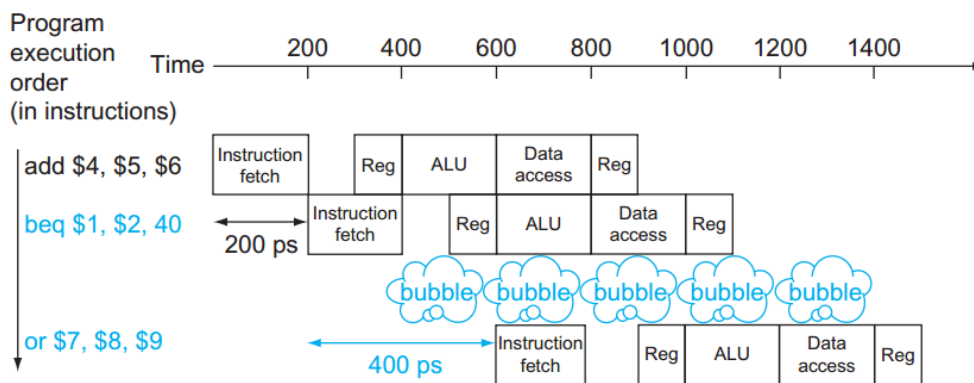 Program
execution
order
(in instructions)
Time
200 400 600 800 1000 1200 1400
add $4, $5, $6
Instruction
fetch
Reg
ALU
Data
access
Reg
beq $1, $2, 40
200 ps
Instruction
fetch
Reg
ALU
Data
access
Reg
bubble bubble bubble bubble bubble
or $7, $8, $9
400 ps
Instruction
fetch
Reg
ALU
Data
access
Reg